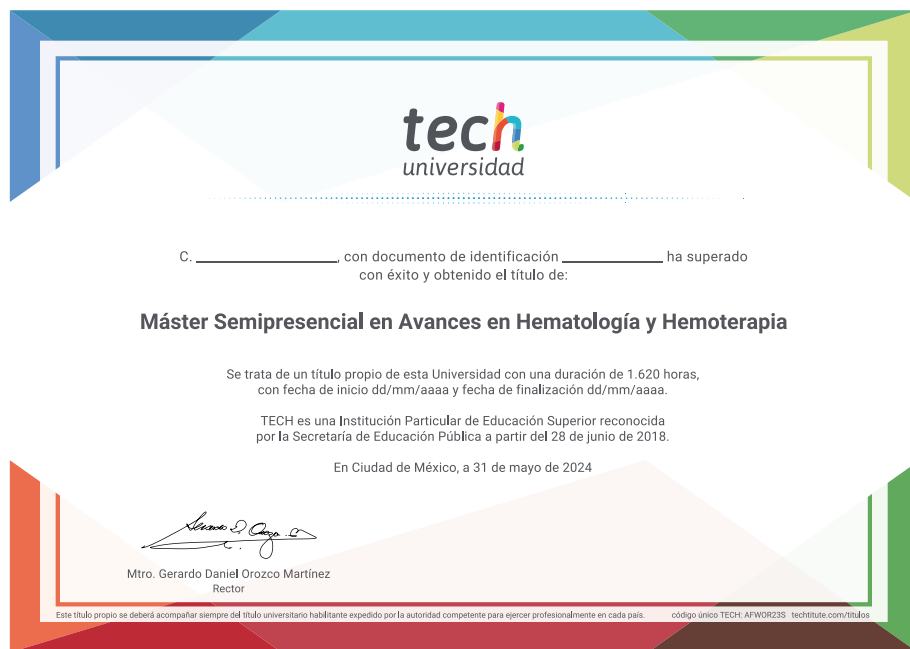 tech
universidad
C. ____________________, con documento de identificación ______________ ha superado
con éxito y obtenido el título de:
Máster Semipresencial en Avances en Hematología y Hemoterapia
Se trata de un título propio de esta Universidad con una duración de 1.620 horas,
con fecha de inicio dd/mm/aaaa y fecha de finalización dd/mm/aaaa.
TECH es una Institución Particular de Educación Superior reconocida
por la Secretaría de Educación Pública a partir del 28 de junio de 2018.
En Ciudad de México, a 31 de mayo de 2024
Mtro. Gerardo Daniel Orozco Martínez
Rector
Este título propio se deberá acompañar siempre del título universitario habilitante expedido por la autoridad competente para ejercer profesionalmente en cada país. código único TECH: AFWOR23S techtitute.com/titulos